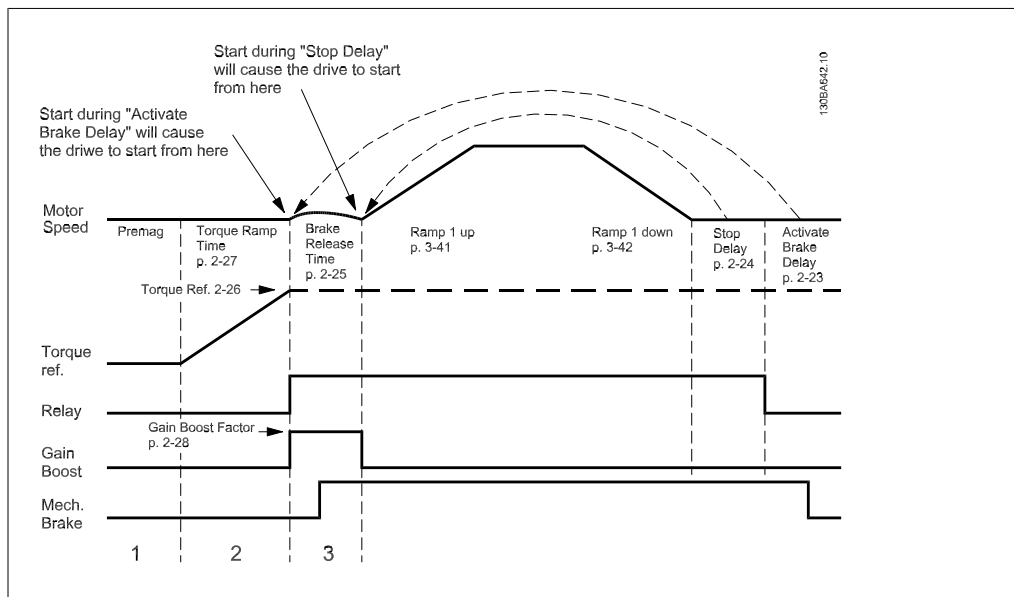 Start during "Stop Delay"
will cause the drive to start
from here
130BA642.10
Start during "Activate
Brake Delay" will cause
the driwe to start from here
Motor
Speed
Premag
Torque Ramp
Time
p. 2-27
Brake
Release
Time
p. 2-25
Ramp 1 up
p. 3-41
Ramp 1 down
p. 3-42
Stop
Delay
p. 2-24
Activate
Brake
Delay
p. 2-23
Torque Ref. 2-26
Torque
ref.
Relay
Gain Boost Factor
p. 2-28
Gain
Boost
Mech.
Brake
1
2
3